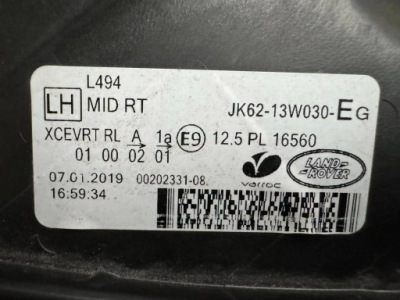 L494
LH MID RT JK62-13W030-EG
XCEVRT RL A 1a E9 12.5 PL 16560
01 00 02 01
07.01.2019 00202331-08.
16:59:34
varroc
LAND-
-ROVER